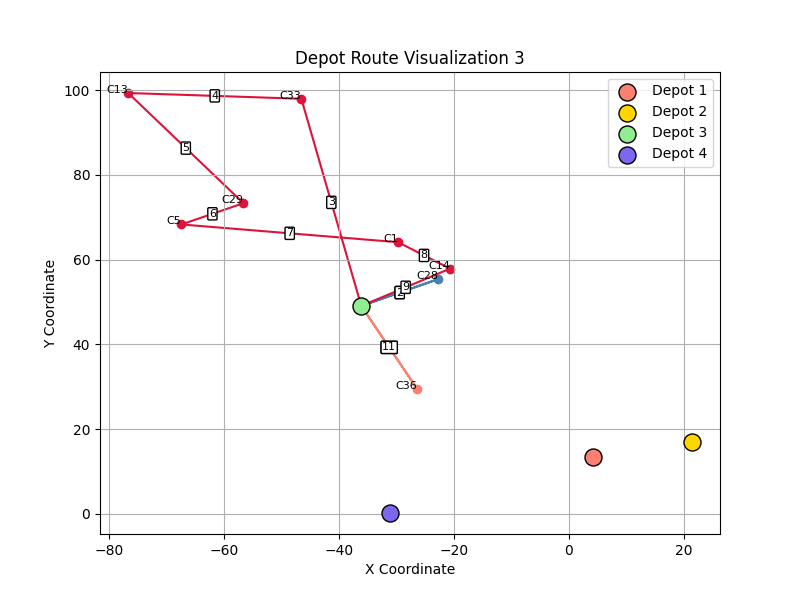 Depot Route Visualization 3
Depot 1
Depot 2
Depot 3
Depot 4
Y Coordinate
100
80
60
40
20
0
C13
4
C33
5
3
C29
6
C5
7
C1
8
C14
C28
9
11
C36
−80
−60
−40
−20
0
20
X Coordinate